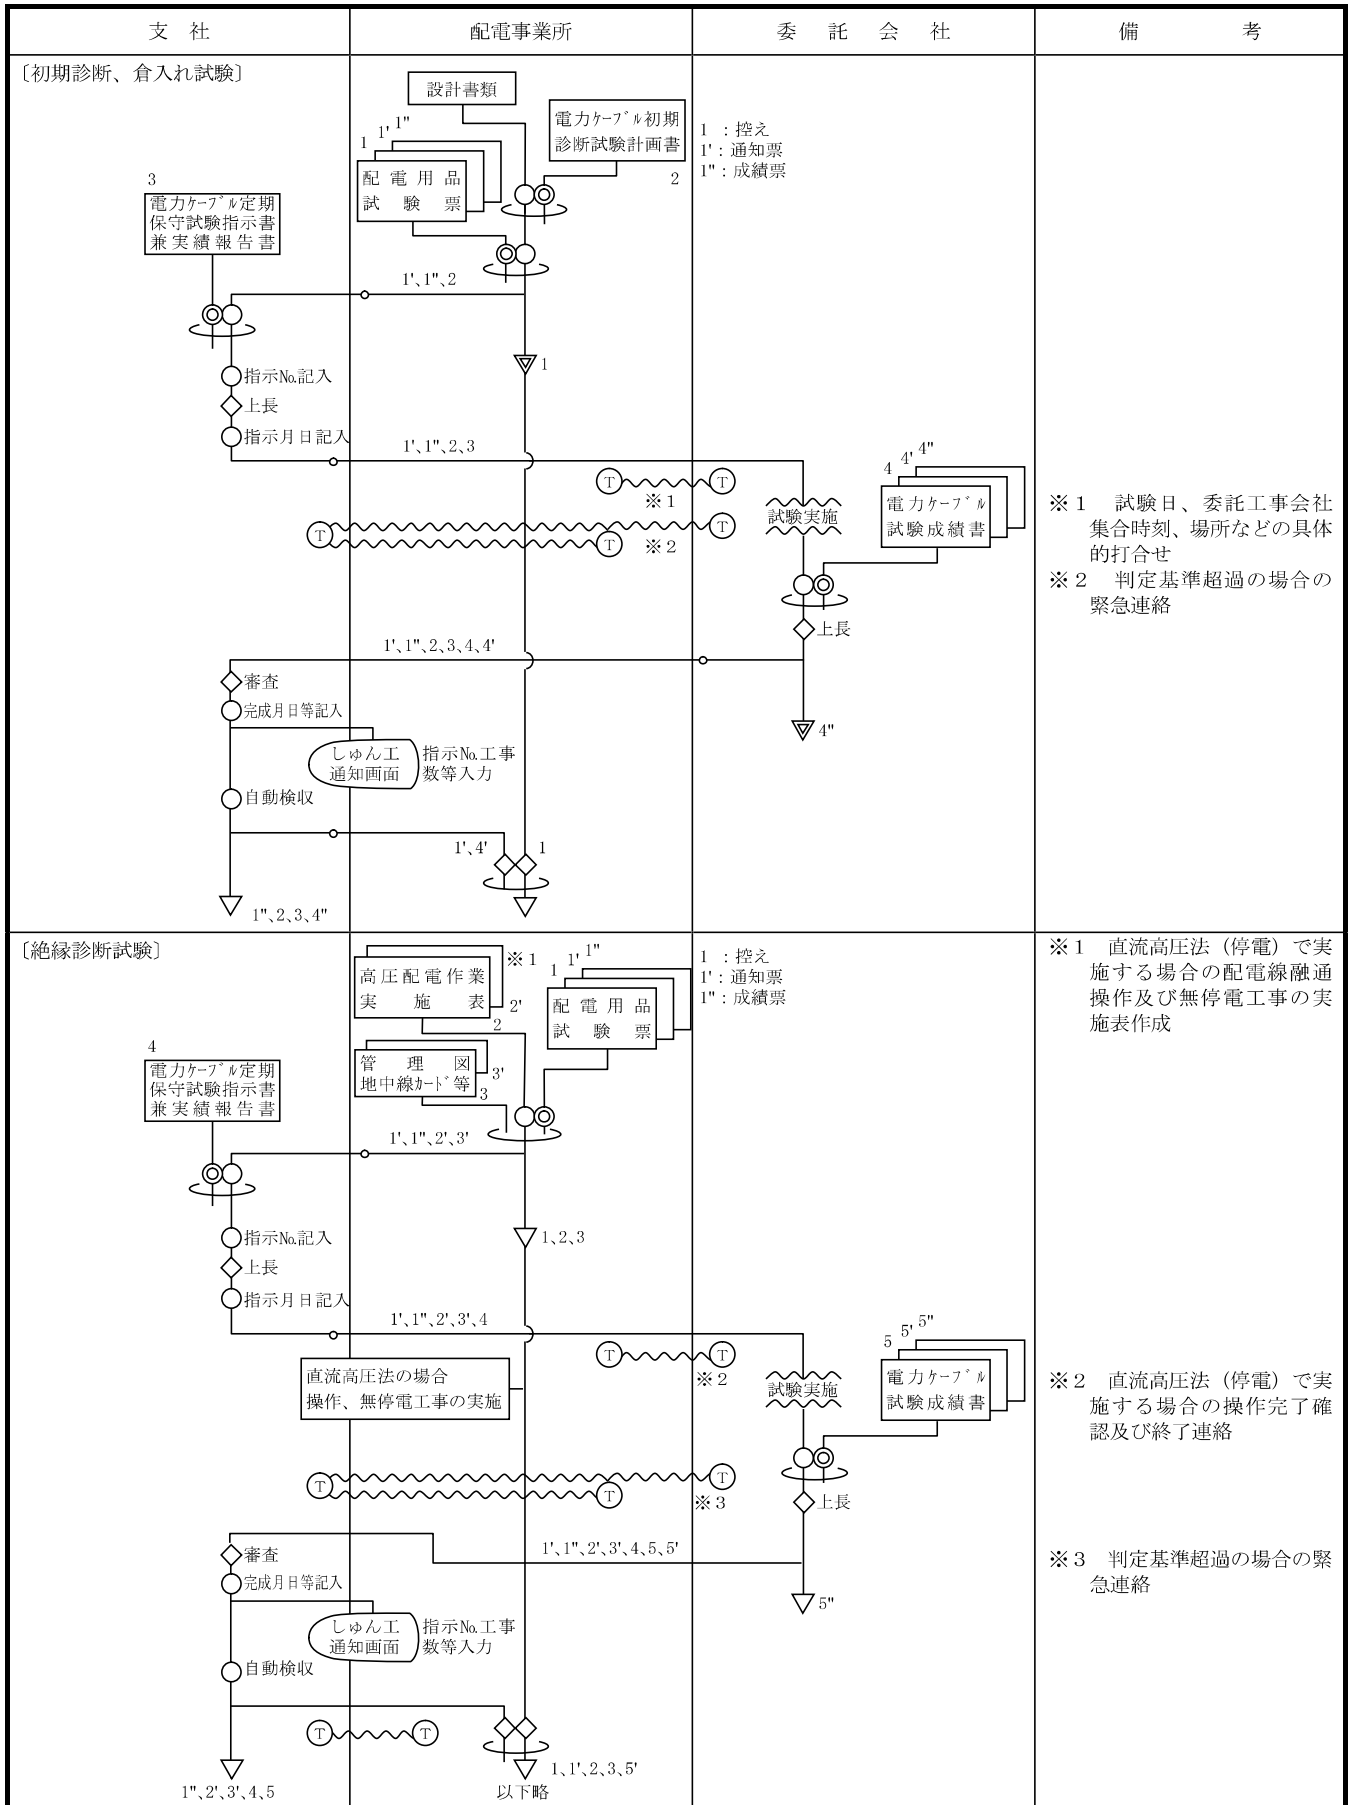 支　社　配電事業所　委　託　会　社　備　考
〔初期診断、倉入れ試験〕
設計書類
電力ケーブル初期
診断試験計画書
2
1 1' 1"
配電用品
試験票
1 ：控え
1'：通知票
1"：成績票
3
電力ケーブル定期
保守試験指示書
兼実績報告書
1'、1"、2
1
指示№記入
上長
指示月日記入
1'、1"、2、3
T T
※1
T T
T
※2
試験実施
4 4' 4"
電力ケーブル
試験成績書
上長
※1　試験日、委託工事会社
集合時刻、場所などの具体
的打合せ
※2　判定基準超過の場合の
緊急連絡
1'、1"、2、3、4、4'
審査
完成月日等記入
4"
しゅん工
通知画面
指示№工事
数等入力
自動検収
1'、4'
1
1"、2、3、4"
〔絶縁診断試験〕
高圧配電作業
実施表
※1
2'
2
1 1' 1"
配電用品
試験票
1 ：控え
1'：通知票
1"：成績票
※1　直流高圧法（停電）で実
施する場合の配電線融通
操作及び無停電工事の実
施表作成
管理図
地中線カード等
3'
3
4
電力ケーブル定期
保守試験指示書
兼実績報告書
1'、1"、2'、3'
1、2、3
指示№記入
上長
指示月日記入
1'、1"、2'、3'、4
T T
※2
直流高圧法の場合
操作、無停電工事の実施
試験実施
5 5' 5"
電力ケーブル
試験成績書
※2　直流高圧法（停電）で実
施する場合の操作完了確
認及び終了連絡
T T
T
※3
上長
1'、1"、2'、3'、4、5、5'
審査
完成月日等記入
5"
※3　判定基準超過の場合の緊
急連絡
しゅん工
通知画面
指示№工事
数等入力
自動検収
T T
1、1'、2、3、5'
1"、2'、3'、4、5
以下略